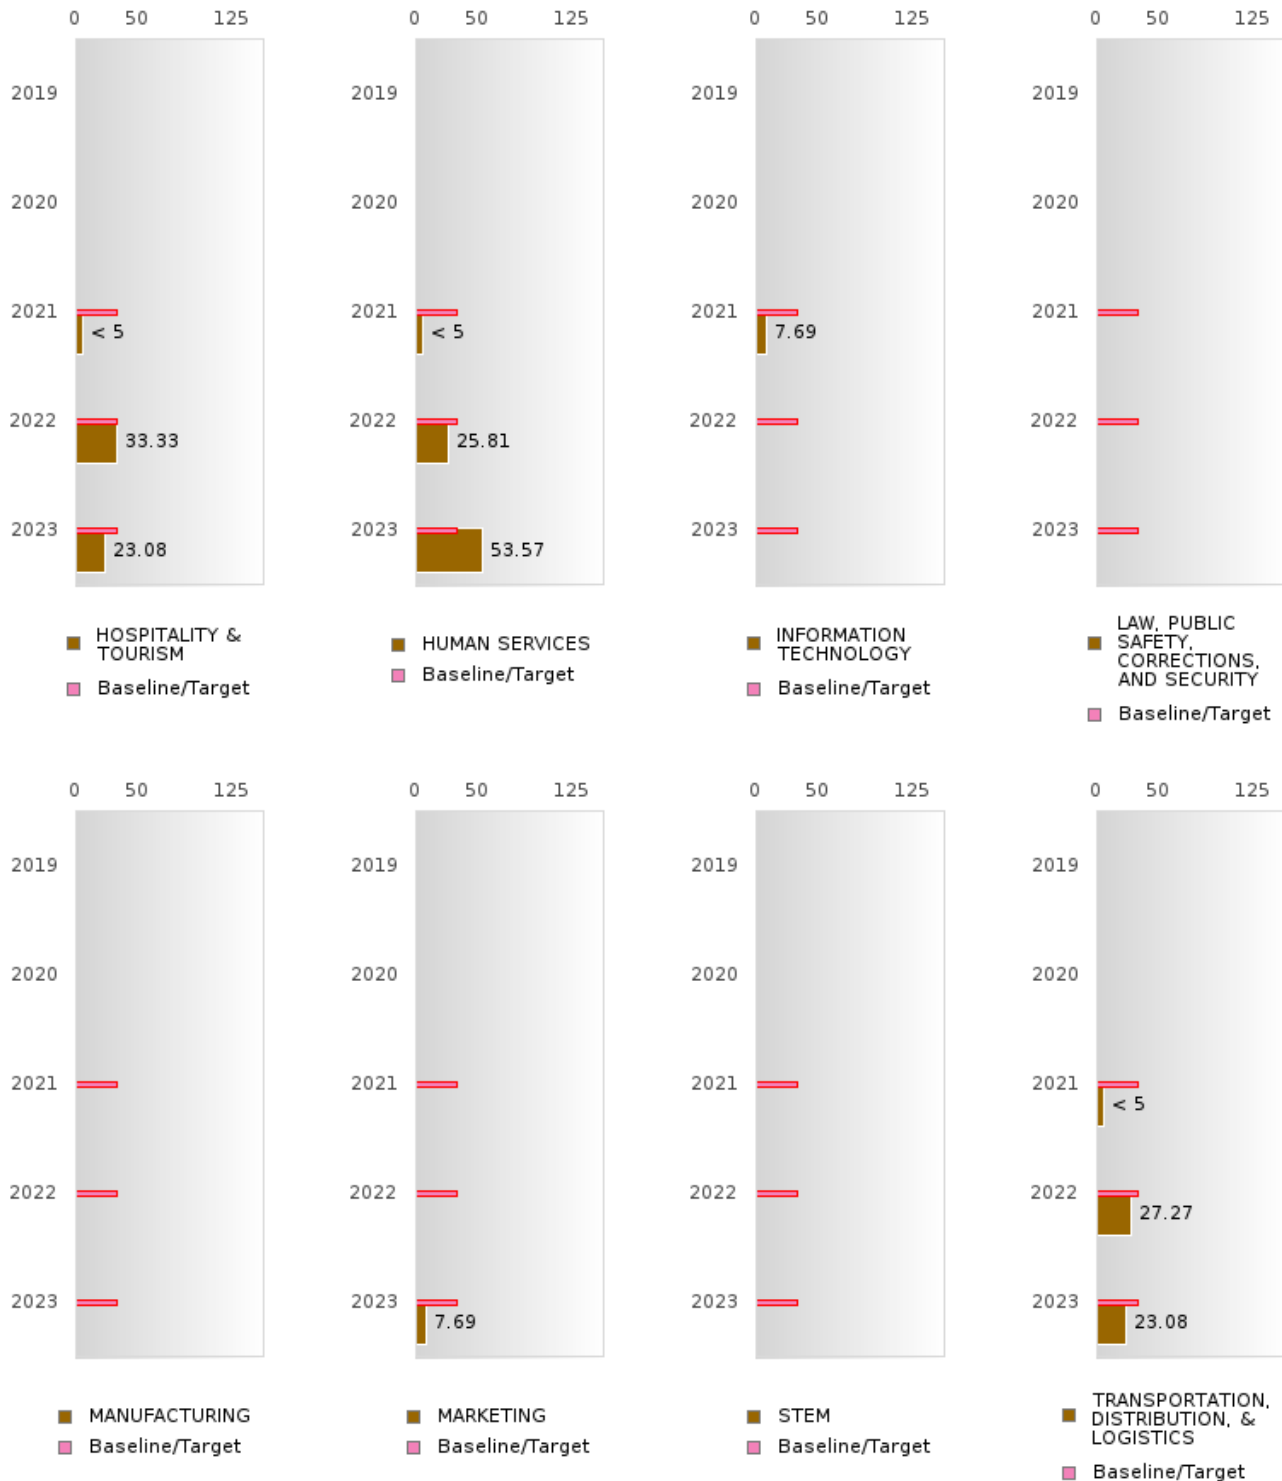 0 50 125 0 50 125 0 50 125 0 50 125
2019 2019 2019 2019
2020 2020 2020 2020
2021 2021 2021 2021
< 5 < 5 7.69
2022 2022 2022 2022
33.33 25.81
2023 2023 2023 2023
23.08 53.57
HOSPITALITY &
TOURISM
Baseline/Target
HUMAN SERVICES
Baseline/Target
INFORMATION
TECHNOLOGY
Baseline/Target
LAW, PUBLIC
SAFETY,
CORRECTIONS,
AND SECURITY
Baseline/Target
0 50 125 0 50 125 0 50 125 0 50 125
2019 2019 2019 2019
2020 2020 2020 2020
2021 2021 2021 2021
< 5
2022 2022 2022 2022
27.27
2023 2023 2023 2023
7.69 23.08
MANUFACTURING
Baseline/Target
MARKETING
Baseline/Target
STEM
Baseline/Target
TRANSPORTATION,
DISTRIBUTION, &
LOGISTICS
Baseline/Target